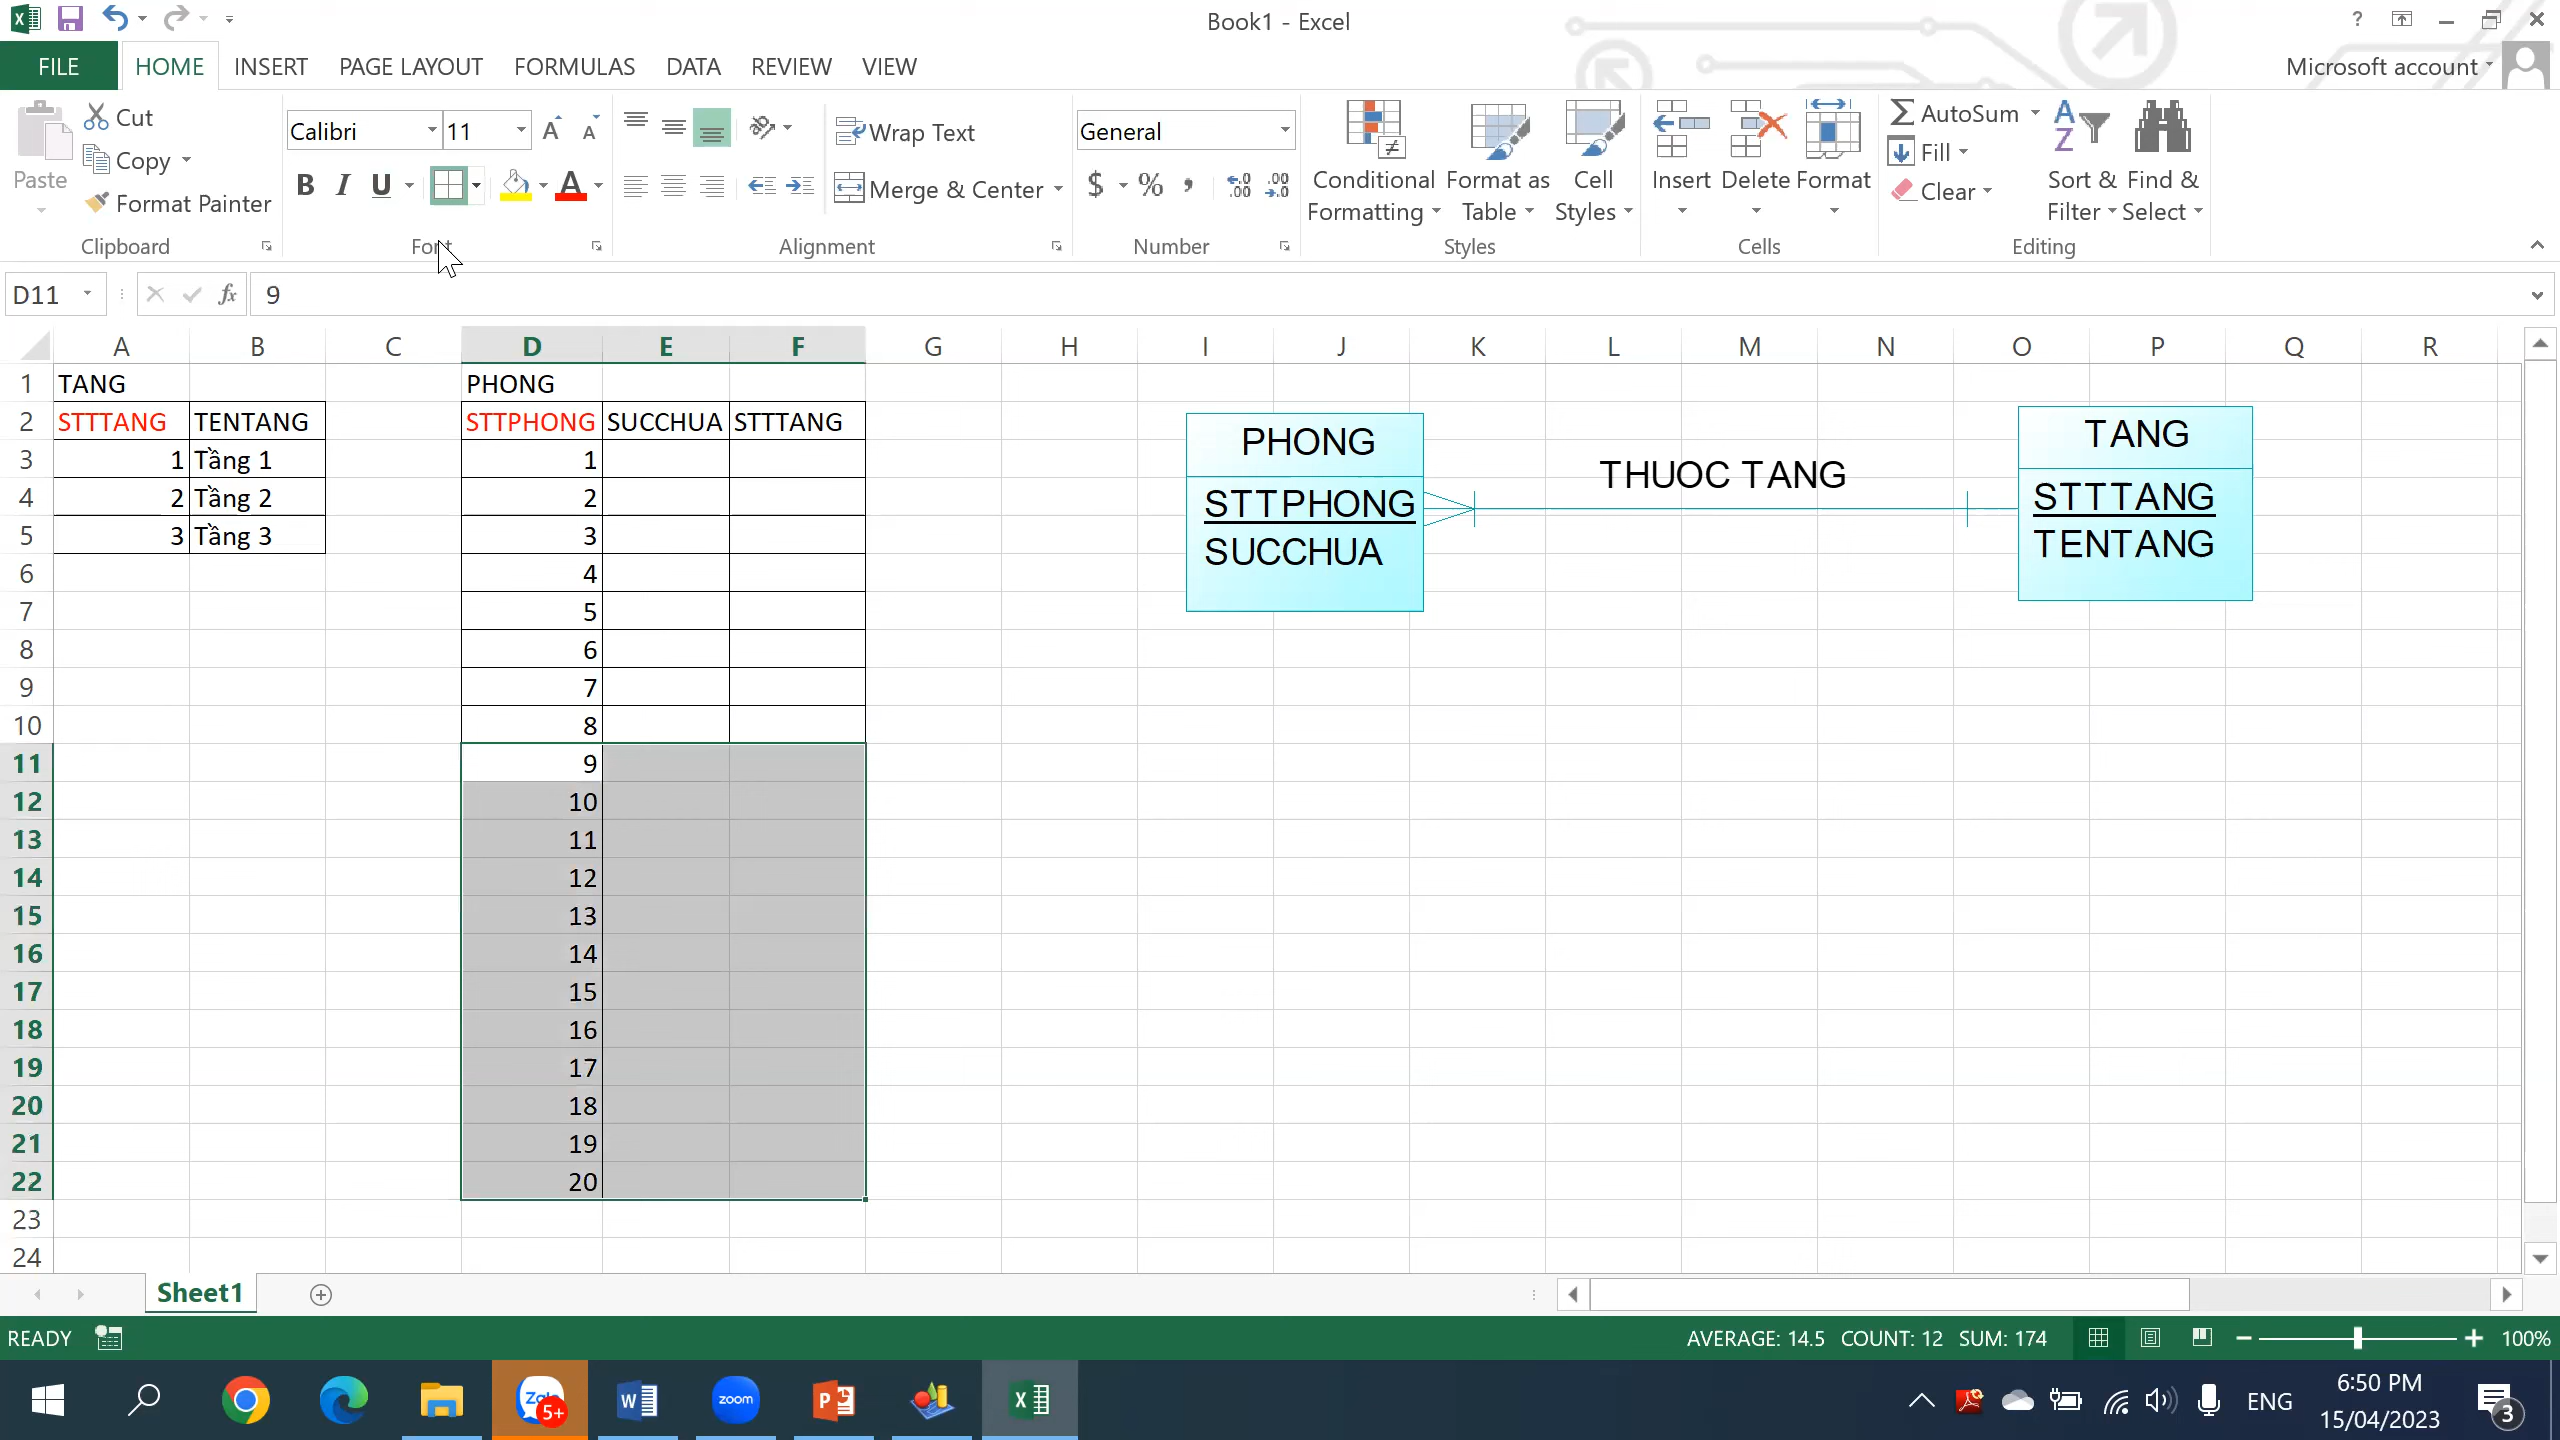 Book1 - Excel
?
FILE HOME INSERT PAGE LAYOUT FORMULAS DATA REVIEW VIEW
Microsoft account
Paste
Cut
Copy
Format Painter
Clipboard
Calibri 11
B I U
Font
Wrap Text
Merge & Center
Alignment
General
$ % ,
Number
Conditional Formatting
Format as Table
Cell Styles
Styles
Insert
Delete
Format
Cells
AutoSum
Fill
Clear
Sort & Filter
Find & Select
Editing
D11 fx 9
A B C D E F G H I J K L M N O P Q R
1 TANG PHONG
2 STTTANG TENTANG STTPHONG SUCCHUA STTTANG
3 1 Tầng 1 1
4 2 Tầng 2 2
5 3 Tầng 3 3
6 4
7 5
8 6
9 7
10 8
11 9
12 10
13 11
14 12
15 13
16 14
17 15
18 16
19 17
20 18
21 19
22 20
23
24
PHONG
STTPHONG
SUCCHUA
THUOC TANG
TANG
STTTANG
TENTANG
Sheet1
READY
AVERAGE: 14.5 COUNT: 12 SUM: 174
100%
Zalo
5+
zoom
ENG
6:50 PM
15/04/2023
3